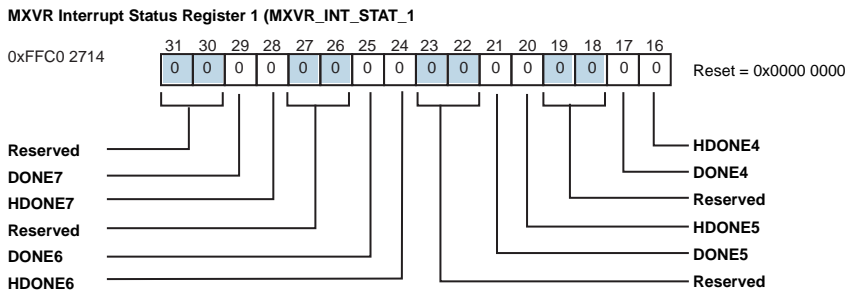 MXVR Interrupt Status Register 1 (MXVR_INT_STAT_1
0xFFC0 2714
31 30 29 28 27 26 25 24 23 22 21 20 19 18 17 16
0 0 0 0 0 0 0 0 0 0 0 0 0 0 0 0
Reset = 0x0000 0000
Reserved
DONE7
HDONE7
Reserved
DONE6
HDONE6
HDONE4
DONE4
Reserved
HDONE5
DONE5
Reserved